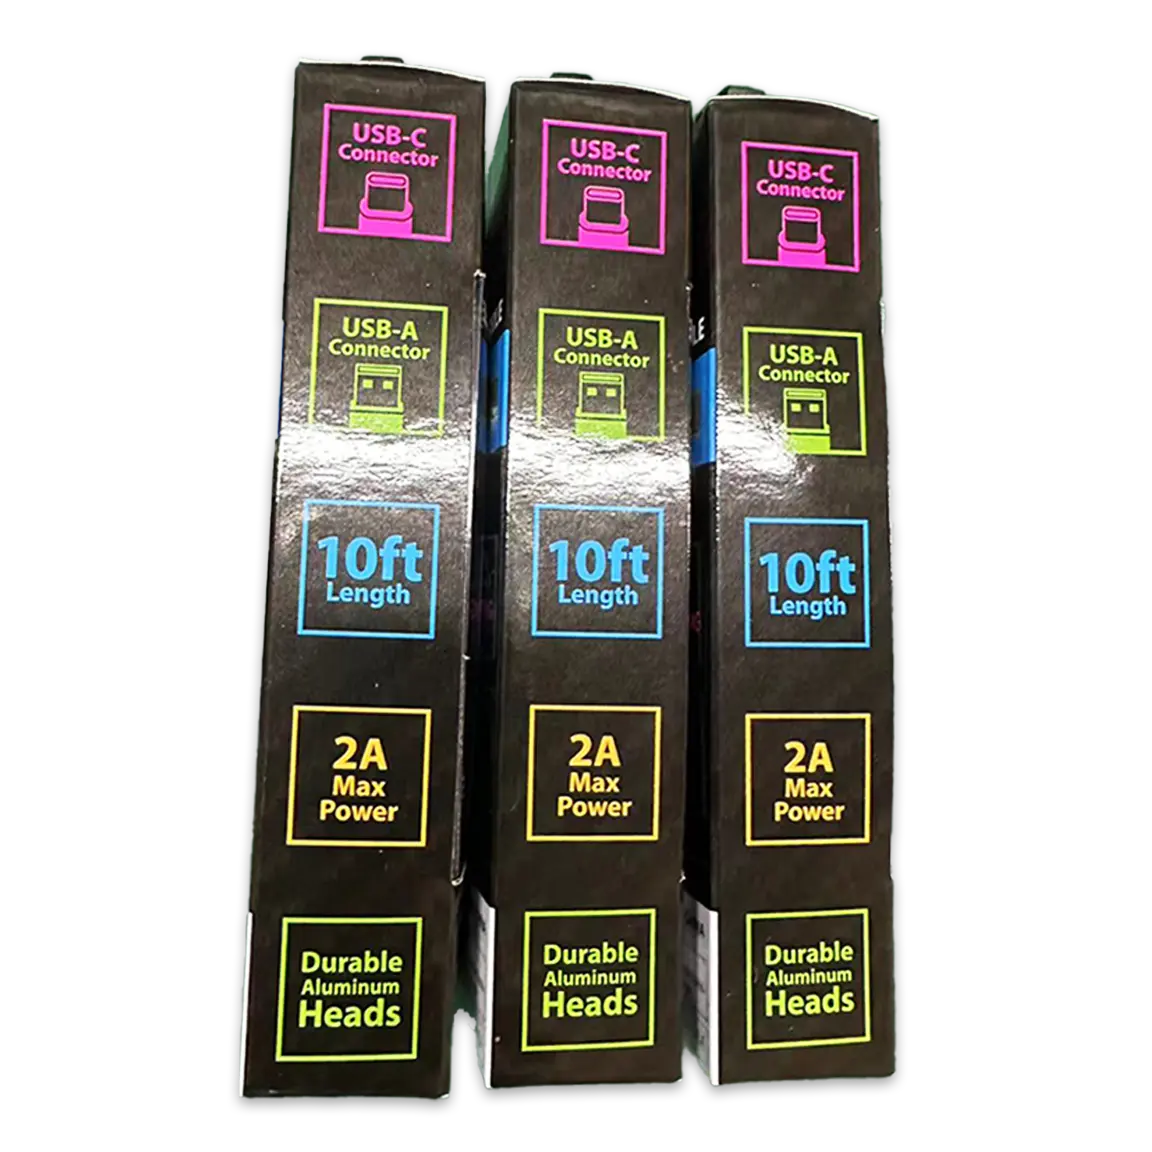 USB-C
Connector
USB-A
Connector
10ft
Length
2A
Max
Power
Durable
Aluminum
Heads
USB-C
Connector
USB-A
Connector
10ft
Length
2A
Max
Power
Durable
Aluminum
Heads
USB-C
Connector
USB-A
Connector
10ft
Length
2A
Max
Power
Durable
Aluminum
Heads